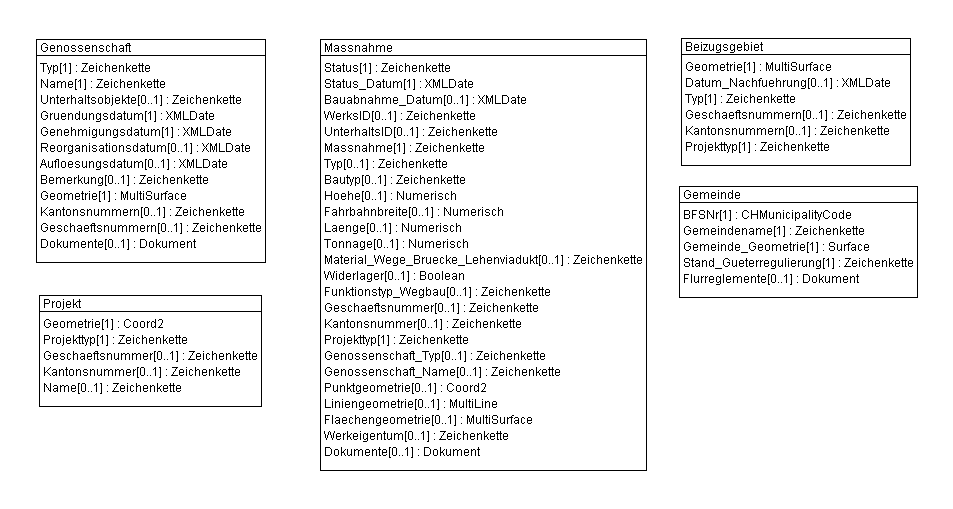 Genossenschaft
Typ[1] : Zeichenkette
Name[1] : Zeichenkette
Unterhaltsobjekte[0..1] : Zeichenkette
Gruendungsdatum[1] : XMLDate
Genehmigungsdatum[1] : XMLDate
Reorganisationsdatum[0..1] : XMLDate
Aufloesungsdatum[0..1] : XMLDate
Bemerkung[0..1] : Zeichenkette
Geometrie[1] : MultiSurface
Kantonsnummern[0..1] : Zeichenkette
Geschaeftsnummern[0..1] : Zeichenkette
Dokumente[0..1] : Dokument
Projekt
Geometrie[1] : Coord2
Projekttyp[1] : Zeichenkette
Geschaeftsnummer[0..1] : Zeichenkette
Kantonsnummer[0..1] : Zeichenkette
Name[0..1] : Zeichenkette
Massnahme
Status[1] : Zeichenkette
Status_Datum[1] : XMLDate
Bauabnahme_Datum[0..1] : XMLDate
WerksID[0..1] : Zeichenkette
UnterhaltsID[0..1] : Zeichenkette
Massnahme[1] : Zeichenkette
Typ[0..1] : Zeichenkette
Bautyp[0..1] : Zeichenkette
Hoehe[0..1] : Numerisch
Fahrbahnbreite[0..1] : Numerisch
Laenge[0..1] : Numerisch
Tonnage[0..1] : Numerisch
Material_Wege_Bruecke_Lehenviadukt[0..1] : Zeichenkette
Widerlager[0..1] : Boolean
Funktionstyp_Wegbau[0..1] : Zeichenkette
Geschaeftsnummer[0..1] : Zeichenkette
Kantonsnummer[0..1] : Zeichenkette
Projekttyp[1] : Zeichenkette
Genossenschaft_Typ[0..1] : Zeichenkette
Genossenschaft_Name[0..1] : Zeichenkette
Punktgeometrie[0..1] : Coord2
Liniengeometrie[0..1] : MultiLine
Flaechengeometrie[0..1] : MultiSurface
Werkeigentum[0..1] : Zeichenkette
Dokumente[0..1] : Dokument
Beizugsgebiet
Geometrie[1] : MultiSurface
Datum_Nachfuehrung[0..1] : XMLDate
Typ[1] : Zeichenkette
Geschaeftsnummern[0..1] : Zeichenkette
Kantonsnummern[0..1] : Zeichenkette
Projekttyp[1] : Zeichenkette
Gemeinde
BFSNr[1] : CHMunicipalityCode
Gemeindename[1] : Zeichenkette
Gemeinde_Geometrie[1] : Surface
Stand_Gueterregulierung[1] : Zeichenkette
Flurreglemente[0..1] : Dokument